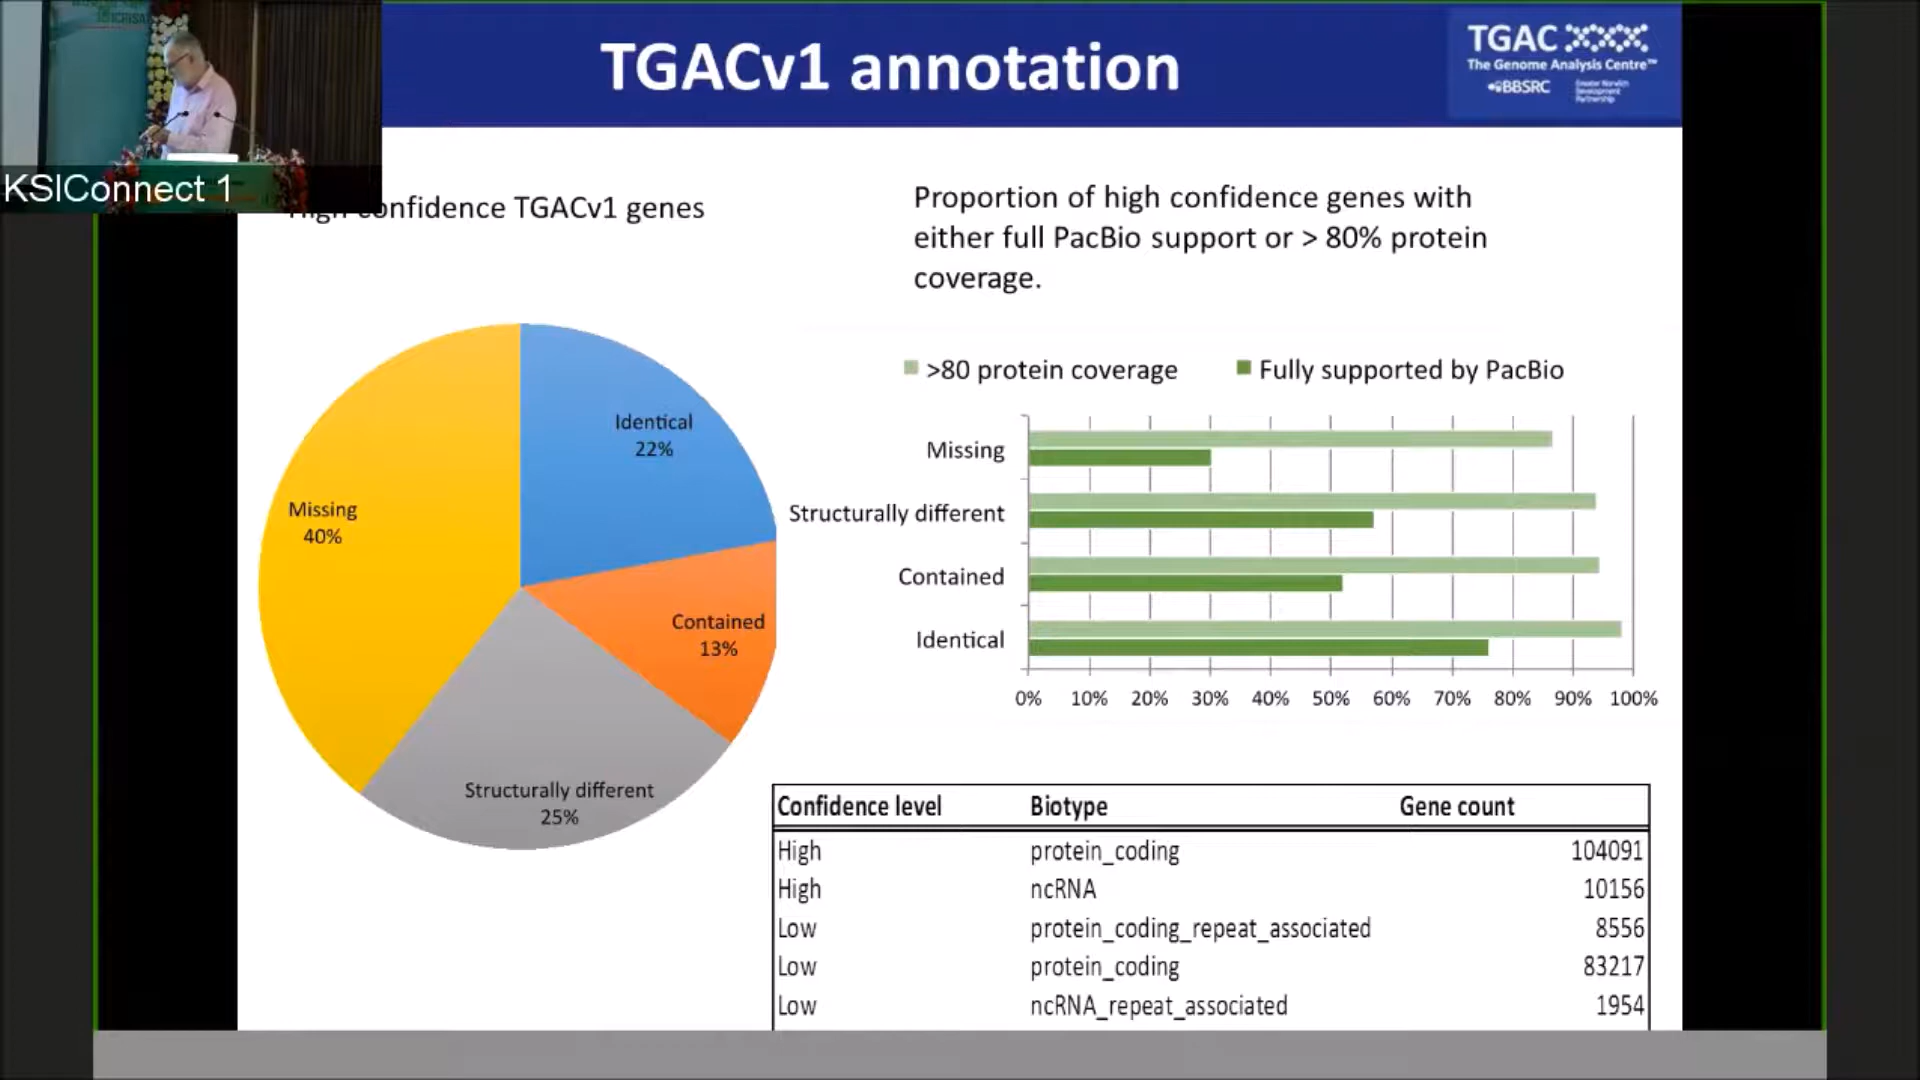 TGACv1 annotation
TGAC
The Genome Analysis Centre™
BBSRC
Greater Norwich
Development
Partnership
KSIConnect 1
High confidence TGACv1 genes
Proportion of high confidence genes with
either full PacBio support or > 80% protein
coverage.
Identical
22%
Contained
13%
Structurally different
25%
Missing
40%
>80 protein coverage
Fully supported by PacBio
Missing
Structurally different
Contained
Identical
0% 10% 20% 30% 40% 50% 60% 70% 80% 90% 100%
Confidence level Biotype Gene count
High protein_coding 104091
High ncRNA 10156
Low protein_coding_repeat_associated 8556
Low protein_coding 83217
Low ncRNA_repeat_associated 1954